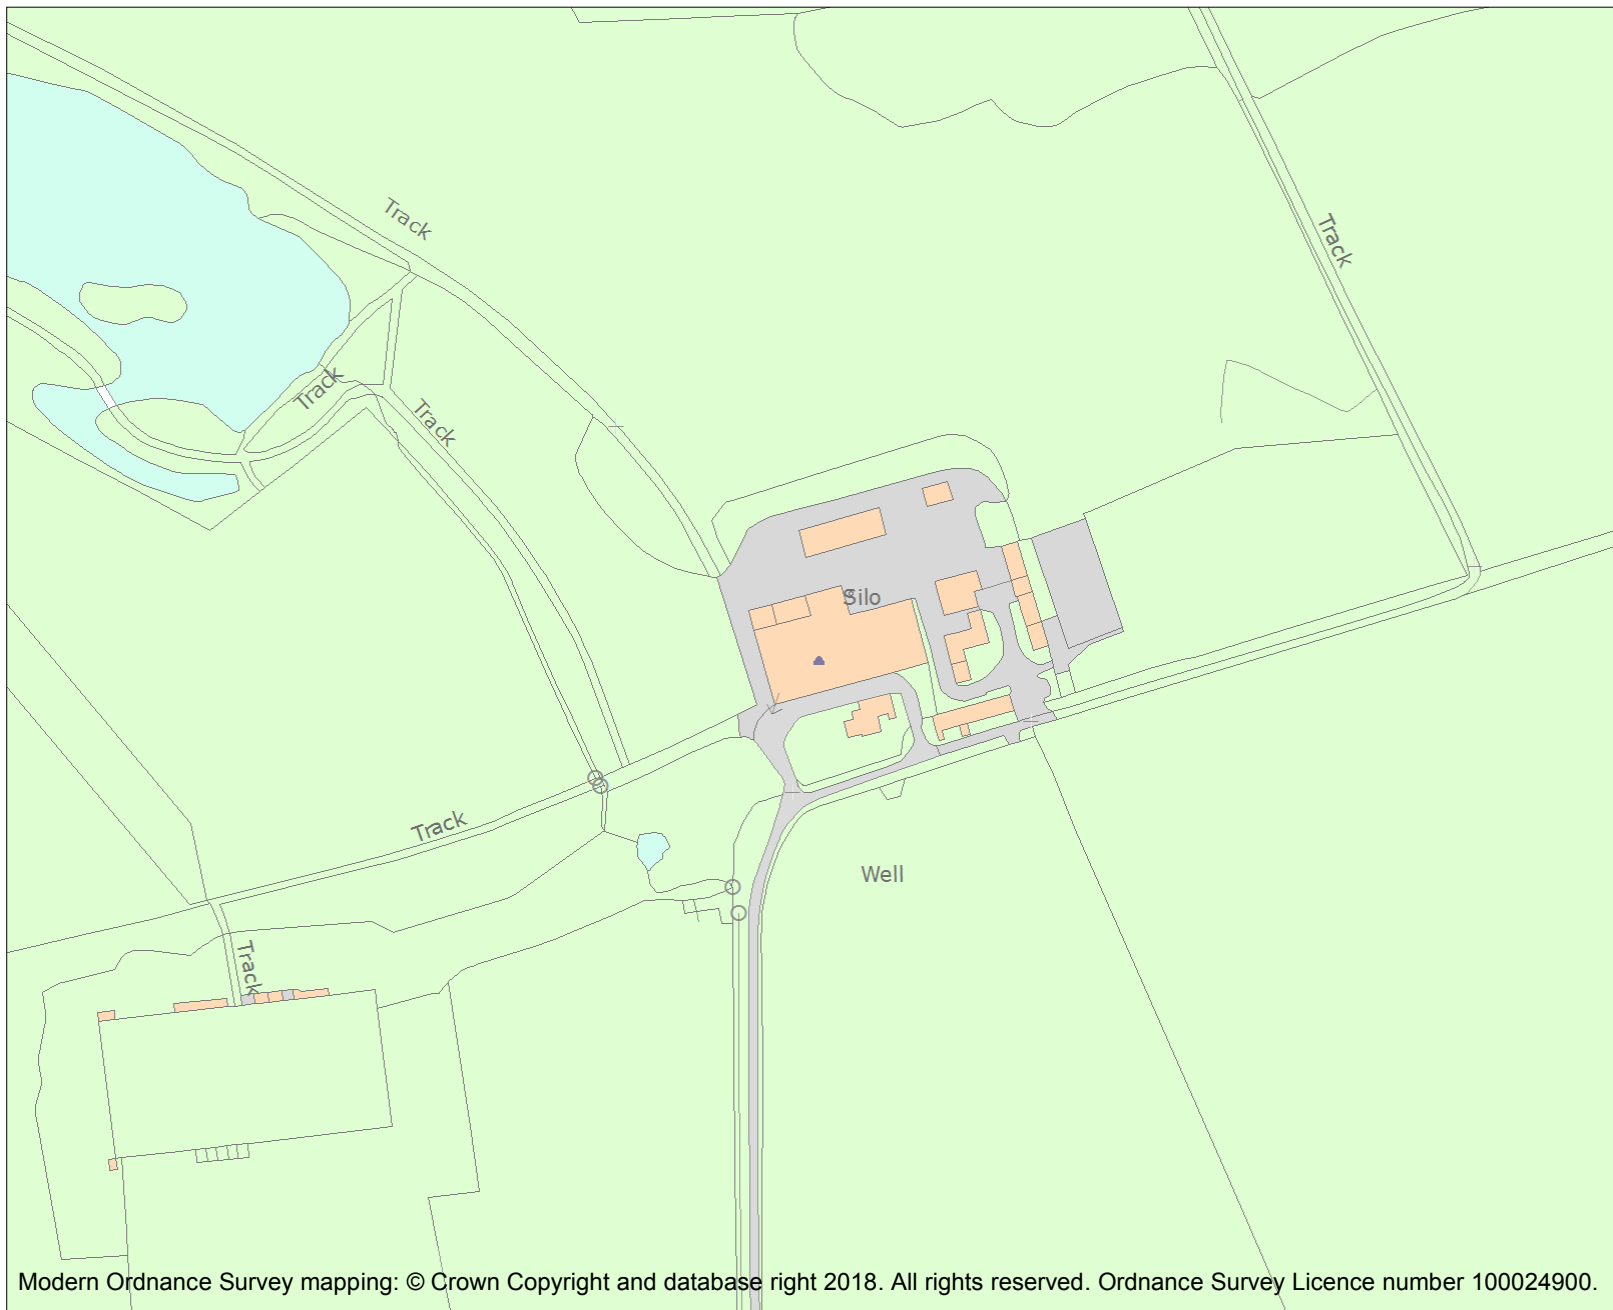 Track
Track
Track
Track
Silo
Track
Well
Track
Modern Ordnance Survey mapping: © Crown Copyright and database right 2018. All rights reserved. Ordnance Survey Licence number 100024900.